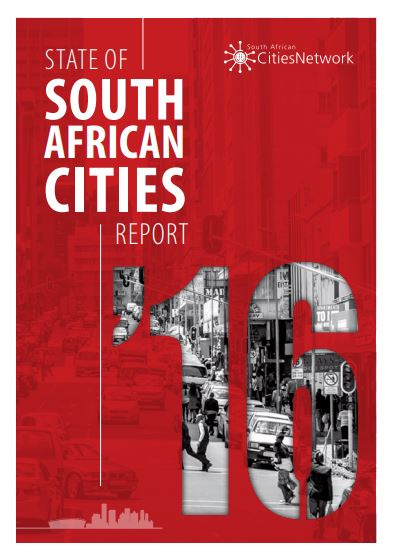 STATE OF
SOUTH
AFRICAN
CITIES
REPORT
South African
CitiesNetwork
'16